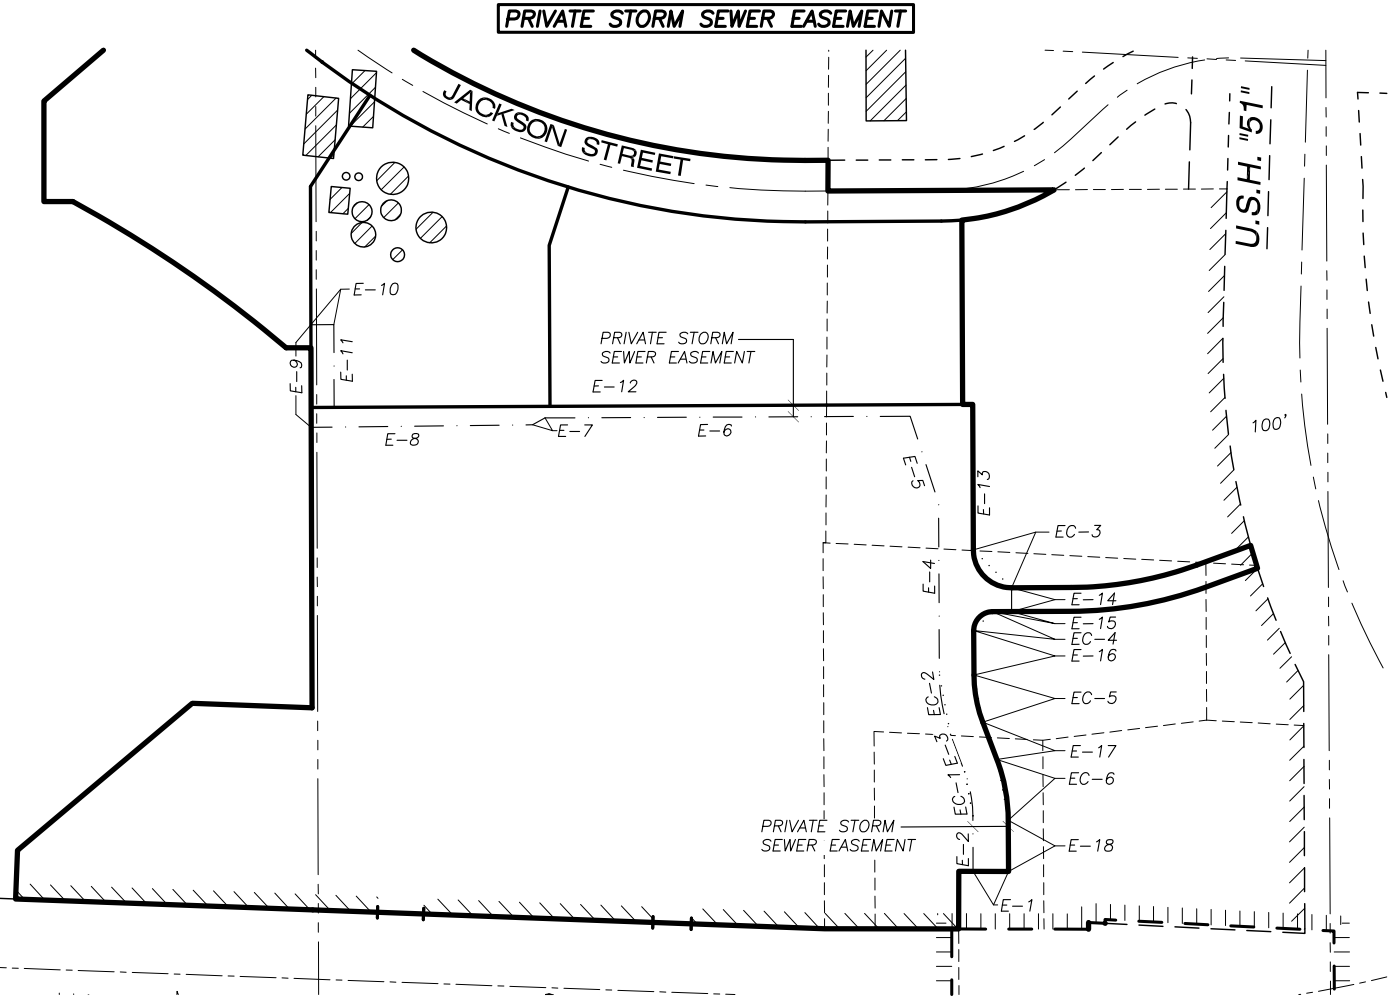 PRIVATE STORM SEWER EASEMENT
JACKSON STREET
U.S.H. "51"
E-10
E-9
E-11
PRIVATE STORM
SEWER EASEMENT
E-12
E-8
E-7
E-6
100'
E-5
E-13
EC-3
E-4
E-14
E-15
EC-4
E-16
EC-2
EC-5
E-3
E-17
EC-1
EC-6
PRIVATE STORM
SEWER EASEMENT
E-2
E-18
E-1